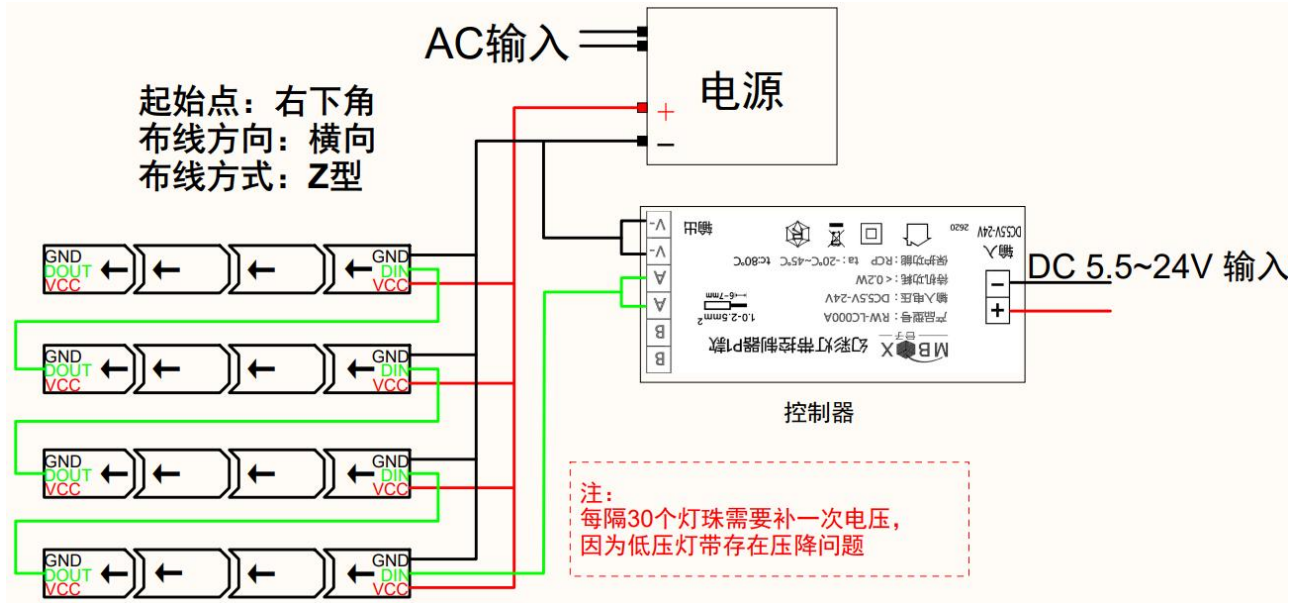 AC输入
电源
+
−
起始点：右下角
布线方向：横向
布线方式：Z型
GND
DOUT
VCC
GND
DIN
VCC
GND
DOUT
VCC
GND
DIN
VCC
GND
DOUT
VCC
GND
DIN
VCC
GND
DOUT
VCC
GND
DIN
VCC
V-
V-
A
A
B
B
输出
MBOX
盒子
幻彩灯带控制器P1款
产品型号：RW-LC000A
输入电压：DC5.5V-24V
待机功耗：<0.2W
保护功能：RCP ta：-20℃~45℃ tc:80℃
1.0-2.5mm²
6-7mm
输入
DC5.5V-24V
2620
−
+
DC 5.5~24V 输入
控制器
注：
每隔30个灯珠需要补一次电压，
因为低压灯带存在压降问题